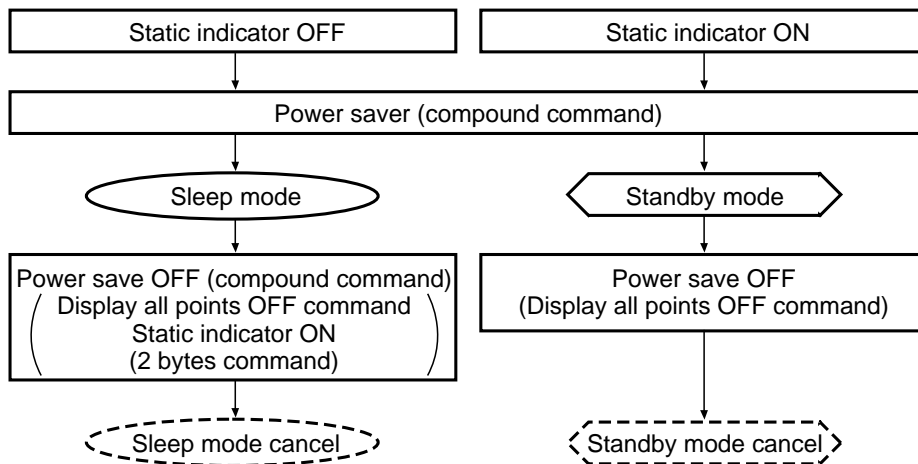 Static indicator OFF
Static indicator ON
Power saver (compound command)
Sleep mode
Standby mode
Power save OFF (compound command)
Display all points OFF command
Static indicator ON
(2 bytes command)
Power save OFF
(Display all points OFF command)
Sleep mode cancel
Standby mode cancel